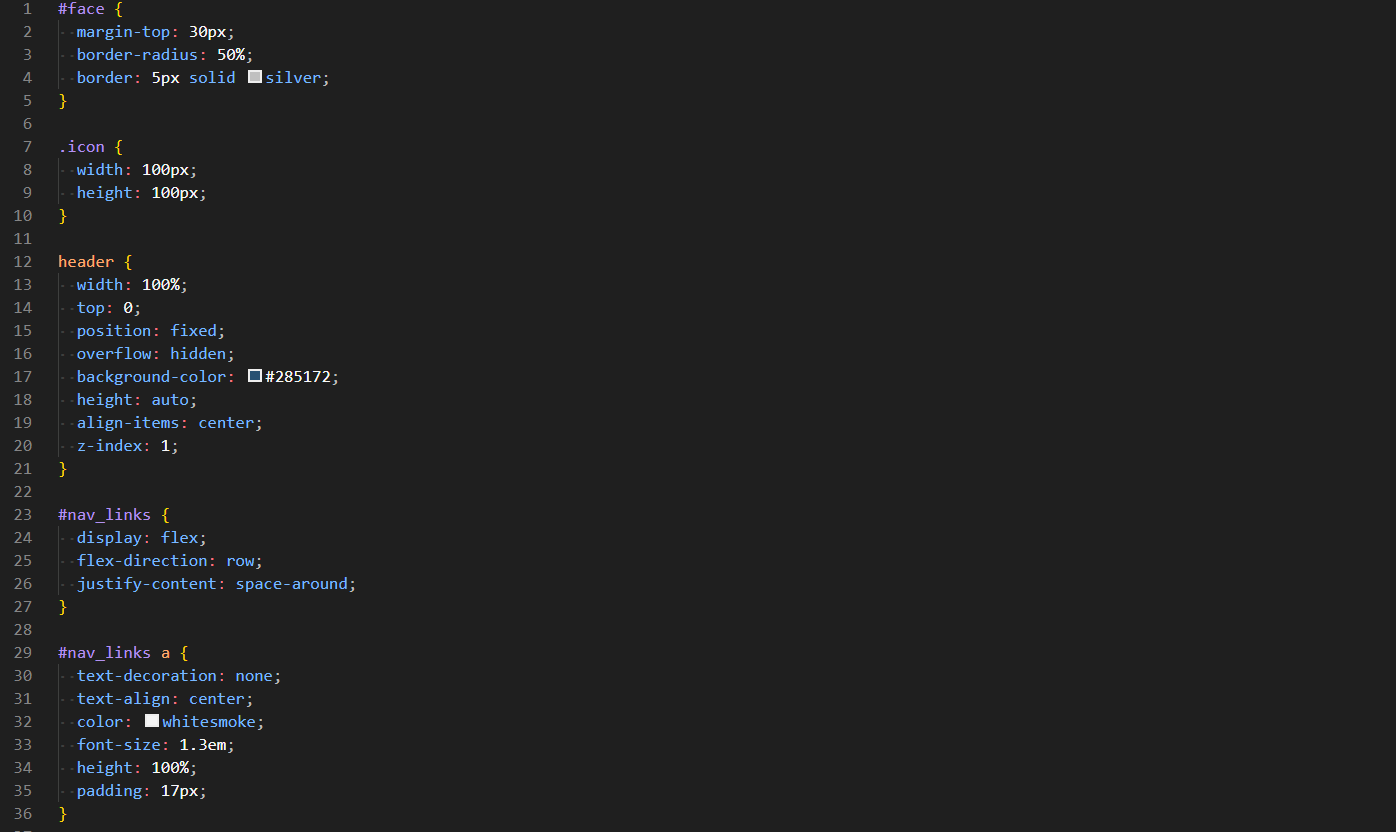 1 #face {
2   margin-top: 30px;
3   border-radius: 50%;
4   border: 5px solid silver;
5 }
6
7 .icon {
8   width: 100px;
9   height: 100px;
10 }
11
12 header {
13   width: 100%;
14   top: 0;
15   position: fixed;
16   overflow: hidden;
17   background-color: #285172;
18   height: auto;
19   align-items: center;
20   z-index: 1;
21 }
22
23 #nav_links {
24   display: flex;
25   flex-direction: row;
26   justify-content: space-around;
27 }
28
29 #nav_links a {
30   text-decoration: none;
31   text-align: center;
32   color: whitesmoke;
33   font-size: 1.3em;
34   height: 100%;
35   padding: 17px;
36 }